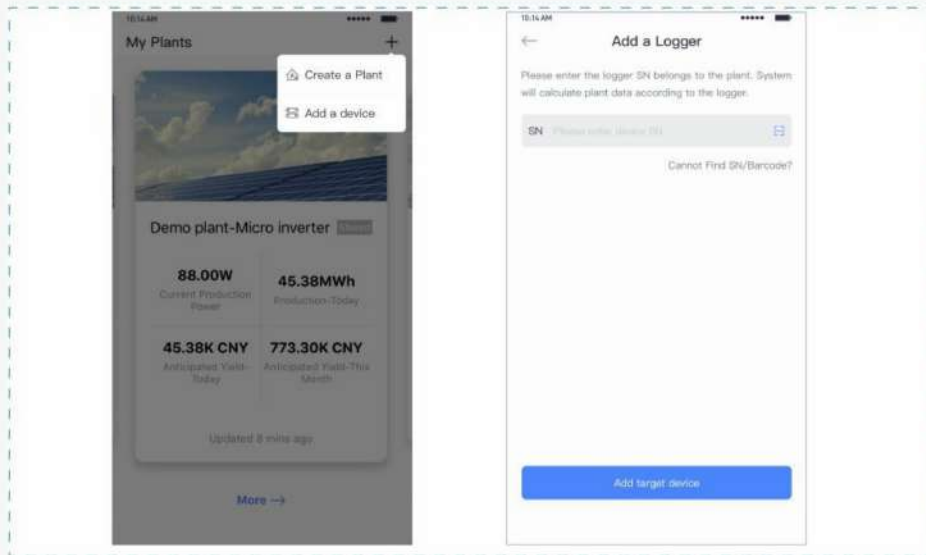 10:14 AM
My Plants
+
Create a Plant
Add a device
Demo plant-Micro inverter
88.00W
Current Production
Power
45.38MWh
Production-Today
45.38K CNY
Anticipated Yield-
Today
773.30K CNY
Anticipated Yield-This
Month
Updated 8 mins ago
More →
10:14 AM
← Add a Logger
Please enter the logger SN belongs to the plant. System
will calculate plant data according to the logger.
SN Please enter device SN
Cannot Find SN/Barcode?
Add target device